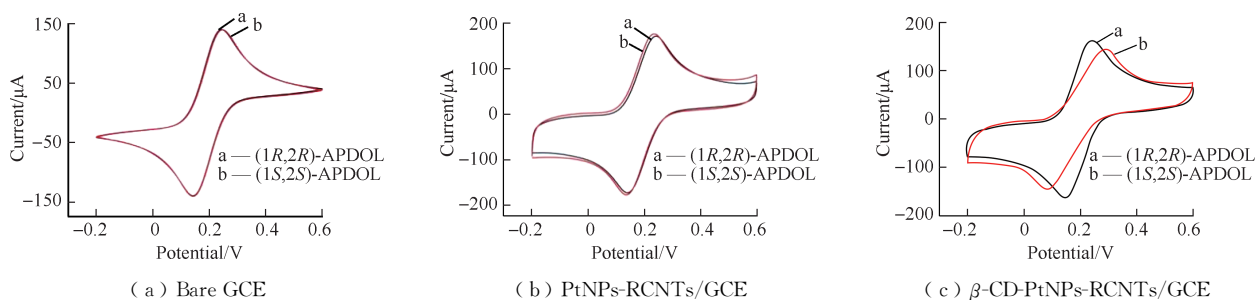 Current/μA
150
50
−50
−150
−0.2
0
0.2
0.4
0.6
Potential/V
a
b
a — (1R,2R)-APDOL
b — (1S,2S)-APDOL
(a) Bare GCE
Current/μA
200
100
0
−100
−200
−0.2
0
0.2
0.4
0.6
Potential/V
a
b
a — (1R,2R)-APDOL
b — (1S,2S)-APDOL
(b) PtNPs-RCNTs/GCE
Current/μA
200
100
0
−100
−200
−0.2
0
0.2
0.4
0.6
Potential/V
a
b
a — (1R,2R)-APDOL
b — (1S,2S)-APDOL
(c) β-CD-PtNPs-RCNTs/GCE